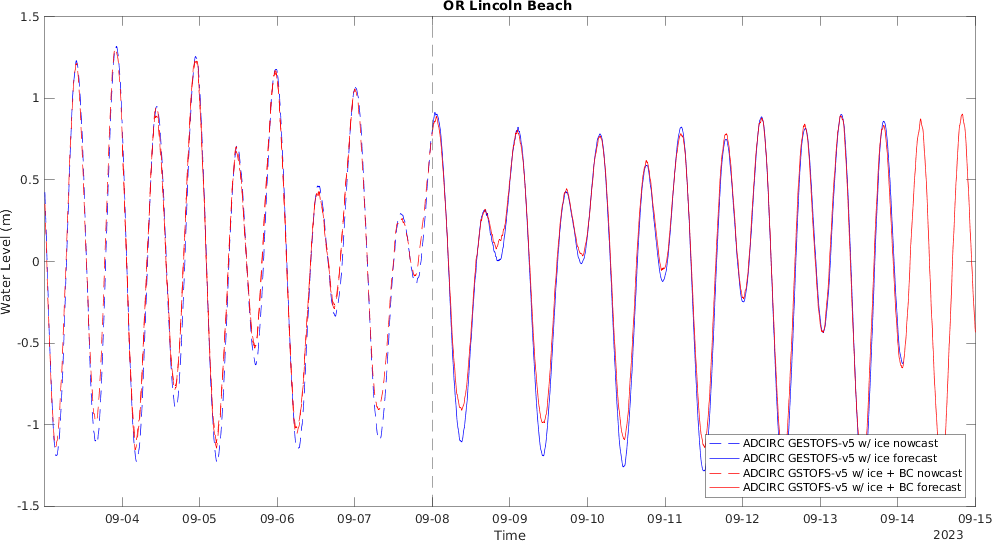 OR Lincoln Beach
1.5
1
0.5
0
-0.5
-1
-1.5
Water Level (m)
09-04 09-05 09-06 09-07 09-08 09-09 09-10 09-11 09-12 09-13 09-14 09-15
Time
2023
ADCIRC GESTOFS-v5 w/ ice nowcast
ADCIRC GESTOFS-v5 w/ ice forecast
ADCIRC GSTOFS-v5 w/ ice + BC nowcast
ADCIRC GSTOFS-v5 w/ ice + BC forecast